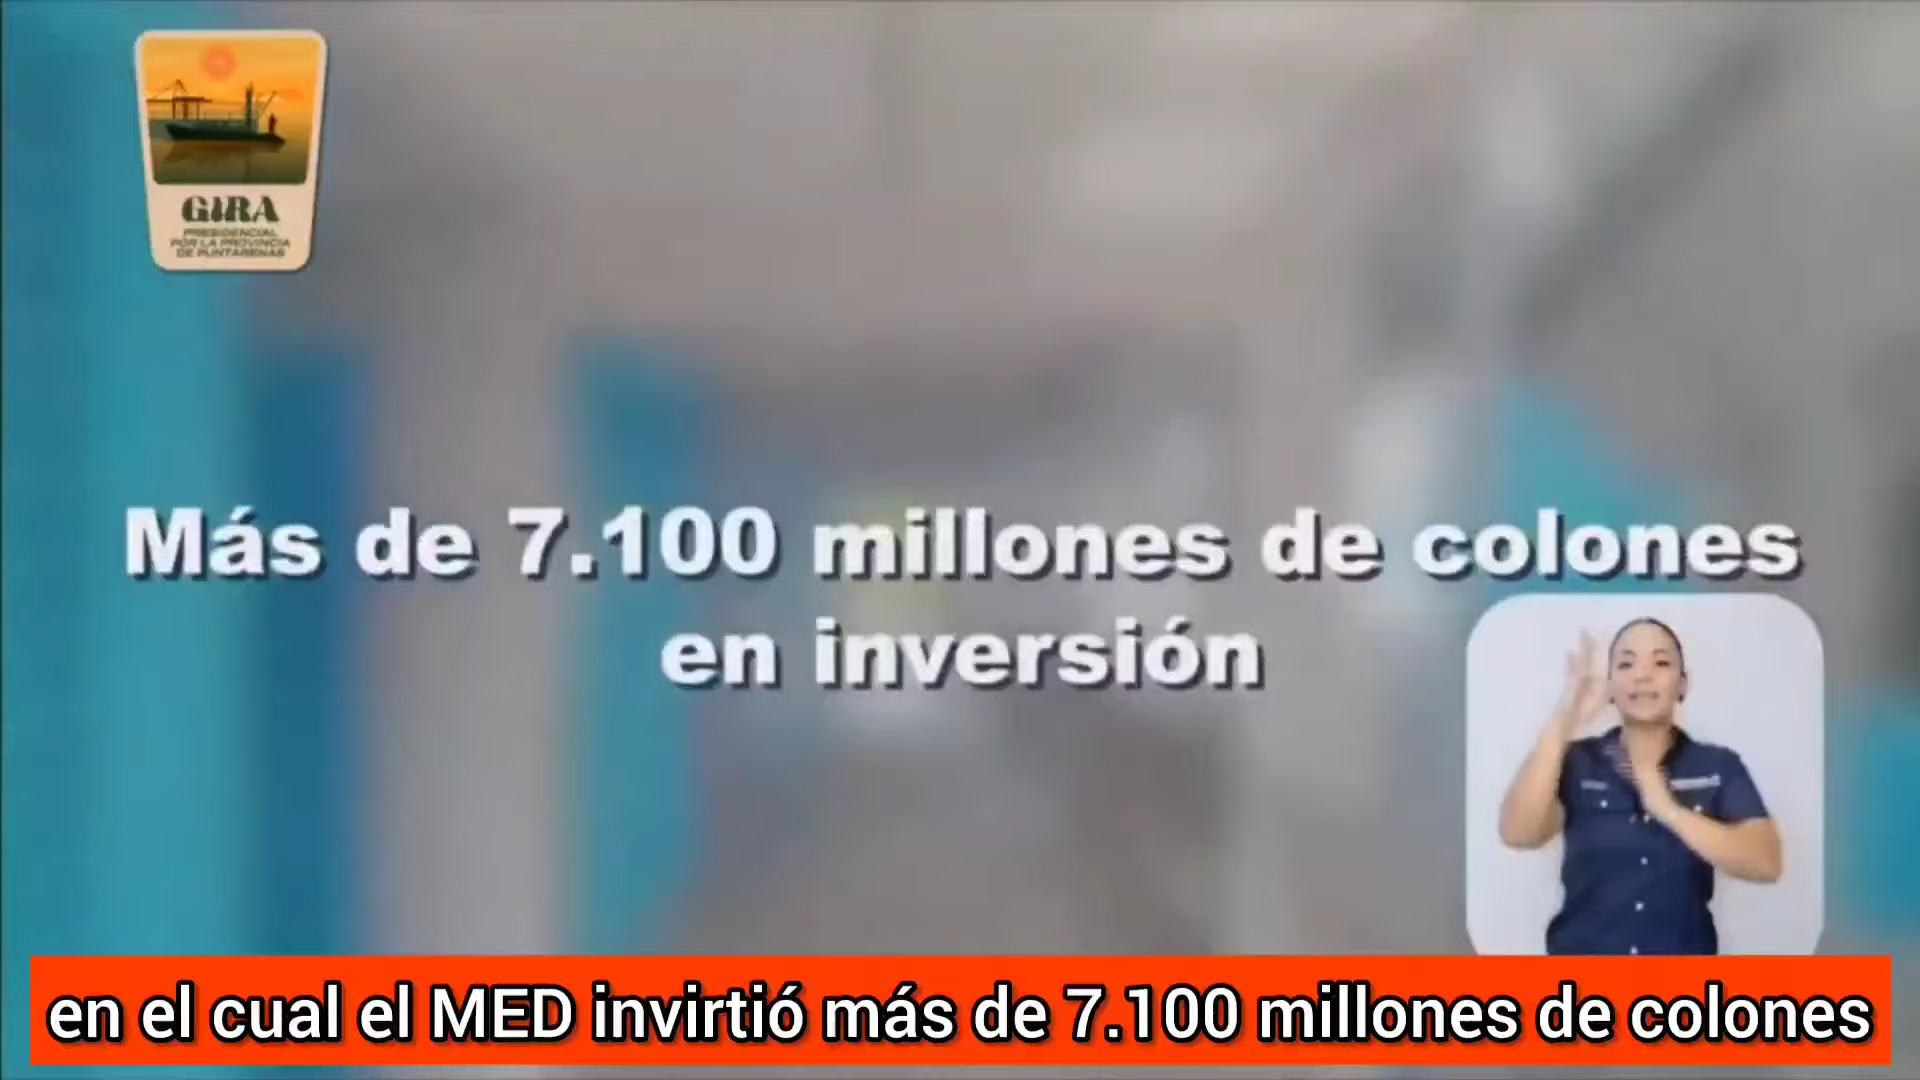 GIRA
PRESIDENCIAL
POR LA PROVINCIA
DE PUNTARENAS
Más de 7.100 millones de colones
en inversión
en el cual el MED invirtió más de 7.100 millones de colones